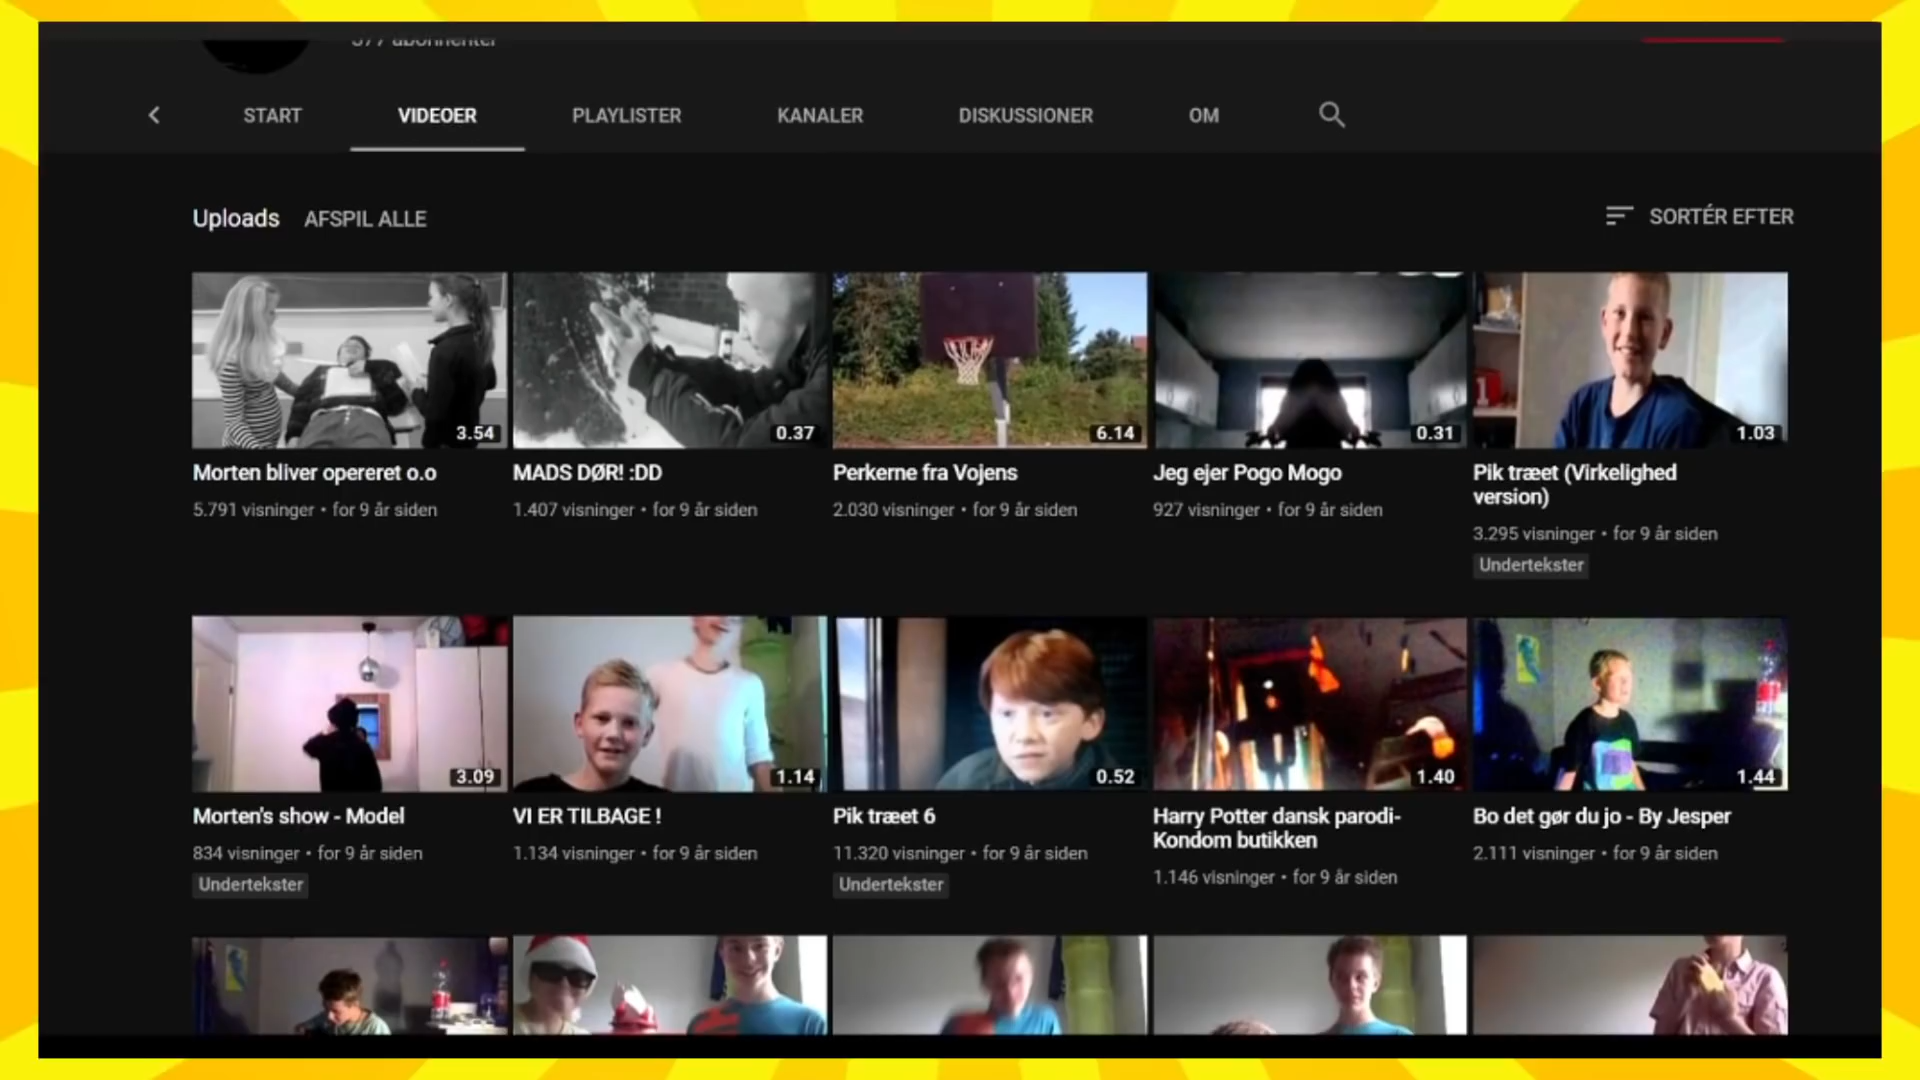 377 abonnenter
START VIDEOER PLAYLISTER KANALER DISKUSSIONER OM
Uploads AFSPIL ALLE SORTÉR EFTER
3.54 0.37 6.14 0.31 1.03
Morten bliver opereret o.o
5.791 visninger • for 9 år siden
MADS DØR! :DD
1.407 visninger • for 9 år siden
Perkerne fra Vojens
2.030 visninger • for 9 år siden
Jeg ejer Pogo Mogo
927 visninger • for 9 år siden
Pik træet (Virkelighed
version)
3.295 visninger • for 9 år siden
Undertekster
3.09 1.14 0.52 1.40 1.44
Morten's show - Model
834 visninger • for 9 år siden
Undertekster
VI ER TILBAGE !
1.134 visninger • for 9 år siden
Pik træet 6
11.320 visninger • for 9 år siden
Undertekster
Harry Potter dansk parodi-
Kondom butikken
1.146 visninger • for 9 år siden
Bo det gør du jo - By Jesper
2.111 visninger • for 9 år siden